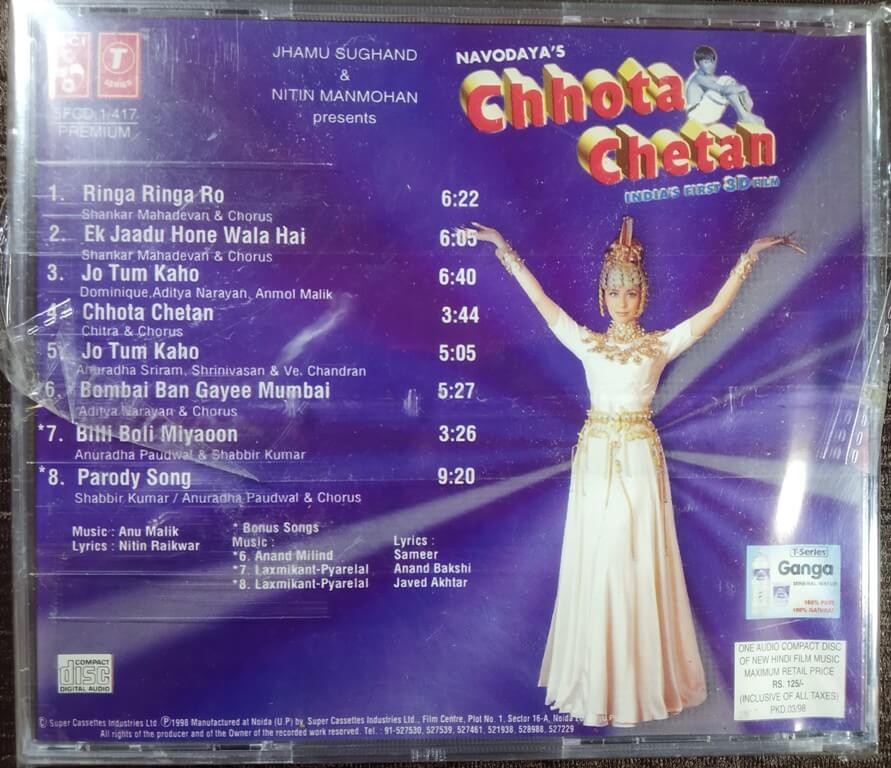 T
SERIES
SFCD 1/417
PREMIUM
JHAMU SUGHAND
&
NITIN MANMOHAN
presents
NAVODAYA'S
Chhota
Chetan
INDIA'S FIRST 3D FILM
1. Ringa Ringa Ro 6:22
Shankar Mahadevan & Chorus
2. Ek Jaadu Hone Wala Hai 6:05
Shankar Mahadevan & Chorus
3. Jo Tum Kaho 6:40
Dominique,Aditya Narayan, Anmol Malik
4. Chhota Chetan 3:44
Chitra & Chorus
5. Jo Tum Kaho 5:05
Anuradha Sriram, Shrinivasan & Ve. Chandran
6. Bombai Ban Gayee Mumbai 5:27
Aditya Narayan & Chorus
*7. Billi Boli Miyaoon 3:26
Anuradha Paudwal & Shabbir Kumar
*8. Parody Song 9:20
Shabbir Kumar / Anuradha Paudwal & Chorus
Music : Anu Malik
Lyrics : Nitin Raikwar
* Bonus Songs
Music : Lyrics :
*6. Anand Milind Sameer
*7. Laxmikant-Pyarelal Anand Bakshi
*8. Laxmikant-Pyarelal Javed Akhtar
T-Series
Ganga
MINERAL WATER
100% PURE
100% NATURAL
ONE AUDIO COMPACT DISC
OF NEW HINDI FILM MUSIC
MAXIMUM RETAIL PRICE
RS. 125/-
(INCLUSIVE OF ALL TAXES)
PKD.03/98
COMPACT
disc
DIGITAL AUDIO
© Super Cassettes Industries Ltd ℗1998 Manufactured at Noida (U.P) by Super Cassettes Industries Ltd., Film Centre, Plot No. 1, Sector 16-A, Noida
All rights of the producer and of the Owner of the recorded work reserved. Tel. : 91-527530, 527539, 527461, 521938, 528988, 527229